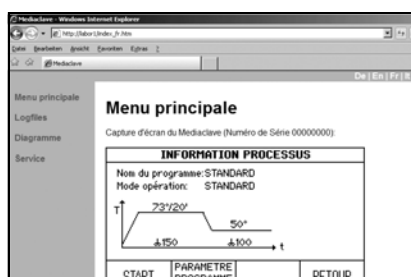 Mediaclave - Windows Internet Explorer
http://labor1/index_fr.htm
Datei Bearbeiten Ansicht Favoriten Extras ?
Mediaclave
De | En | Fr | It
Menu principale
Logfiles
Diagramme
Service
Menu principale
Capture d'écran du Mediaclave (Numéro de Série 00000000):
INFORMATION PROCESSUS
Nom du programme: STANDARD
Mode opération: STANDARD
T
73°/20'
50°
150
100
t
START
PARAMETRE
PROGRAMME
RETOUR